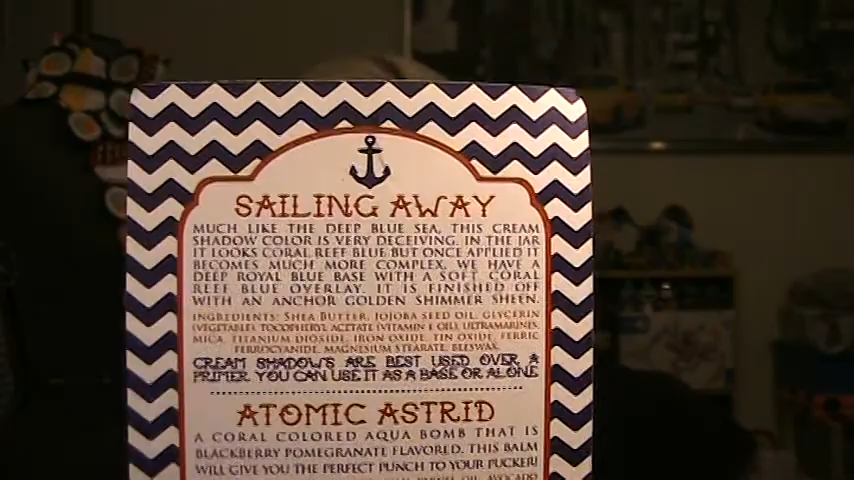 SAILING AWAY
MUCH LIKE THE DEEP BLUE SEA, THIS CREAM
SHADOW COLOR IS VERY DECEIVING. IN THE JAR
IT LOOKS CORAL REEF BLUE BUT ONCE APPLIED IT
BECOMES MUCH MORE COMPLEX. WE HAVE A
DEEP ROYAL BLUE BASE WITH A SOFT CORAL
REEF BLUE OVERLAY. IT IS FINISHED OFF
WITH AN ANCHOR GOLDEN SHIMMER SHEEN.
INGREDIENTS: SHEA BUTTER, JOJOBA SEED OIL, GLYCERIN
(VEGETABLE), TOCOPHERYL ACETATE (VITAMIN E OIL), ULTRAMARINES,
MICA, TITANIUM DIOXIDE, IRON OXIDE, TIN OXIDE, FERRIC
FERROCYANIDE, MAGNESIUM STEARATE, BEESWAX.
CREAM SHADOWS ARE BEST USED OVER A
PRIMER. YOU CAN USE IT AS A BASE OR ALONE
ATOMIC ASTRID
A CORAL COLORED AQUA BOMB THAT IS
BLACKBERRY POMEGRANATE FLAVORED. THIS BALM
WILL GIVE YOU THE PERFECT PUNCH TO YOUR PUCKER!